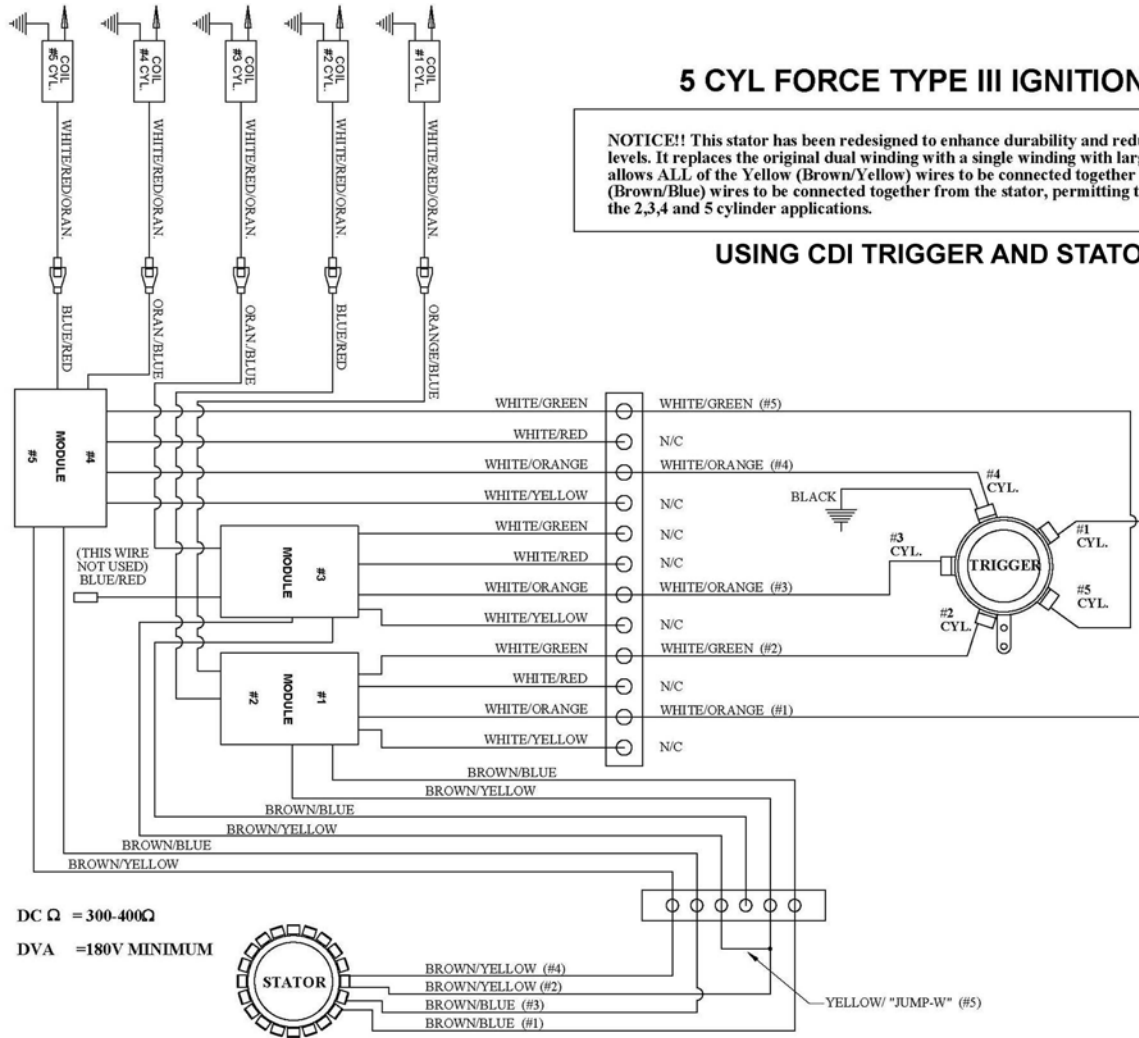 COIL
#5 CYL.
COIL
#4 CYL.
COIL
#3 CYL.
COIL
#2 CYL.
COIL
#1 CYL.
5 CYL FORCE TYPE III IGNITION
NOTICE!! This stator has been redesigned to enhance durability and red
levels. It replaces the original dual winding with a single winding with larg
allows ALL of the Yellow (Brown/Yellow) wires to be connected together
(Brown/Blue) wires to be connected together from the stator, permitting t
the 2,3,4 and 5 cylinder applications.
USING CDI TRIGGER AND STATO
WHITE/RED/ORAN.
WHITE/RED/ORAN.
WHITE/RED/ORAN.
WHITE/RED/ORAN.
WHITE/RED/ORAN.
BLUE/RED
ORAN./BLUE
ORAN./BLUE
BLUE/RED
ORANGE/BLUE
#4
MODULE
#5
WHITE/GREEN
WHITE/GREEN (#5)
WHITE/RED
N/C
WHITE/ORANGE
WHITE/ORANGE (#4)
WHITE/YELLOW
N/C
WHITE/GREEN
N/C
WHITE/RED
N/C
WHITE/ORANGE
WHITE/ORANGE (#3)
WHITE/YELLOW
N/C
WHITE/GREEN
WHITE/GREEN (#2)
WHITE/RED
N/C
WHITE/ORANGE
WHITE/ORANGE (#1)
WHITE/YELLOW
N/C
BLACK
#4
CYL.
#1
CYL.
#3
CYL.
TRIGGER
#5
CYL.
#2
CYL.
(THIS WIRE
NOT USED)
BLUE/RED
#3
MODULE
#1
MODULE
#2
BROWN/BLUE
BROWN/YELLOW
BROWN/BLUE
BROWN/YELLOW
BROWN/BLUE
BROWN/YELLOW
DC Ω = 300-400Ω
DVA =180V MINIMUM
STATOR
BROWN/YELLOW (#4)
BROWN/YELLOW (#2)
BROWN/BLUE (#3)
BROWN/BLUE (#1)
YELLOW/ "JUMP-W" (#5)